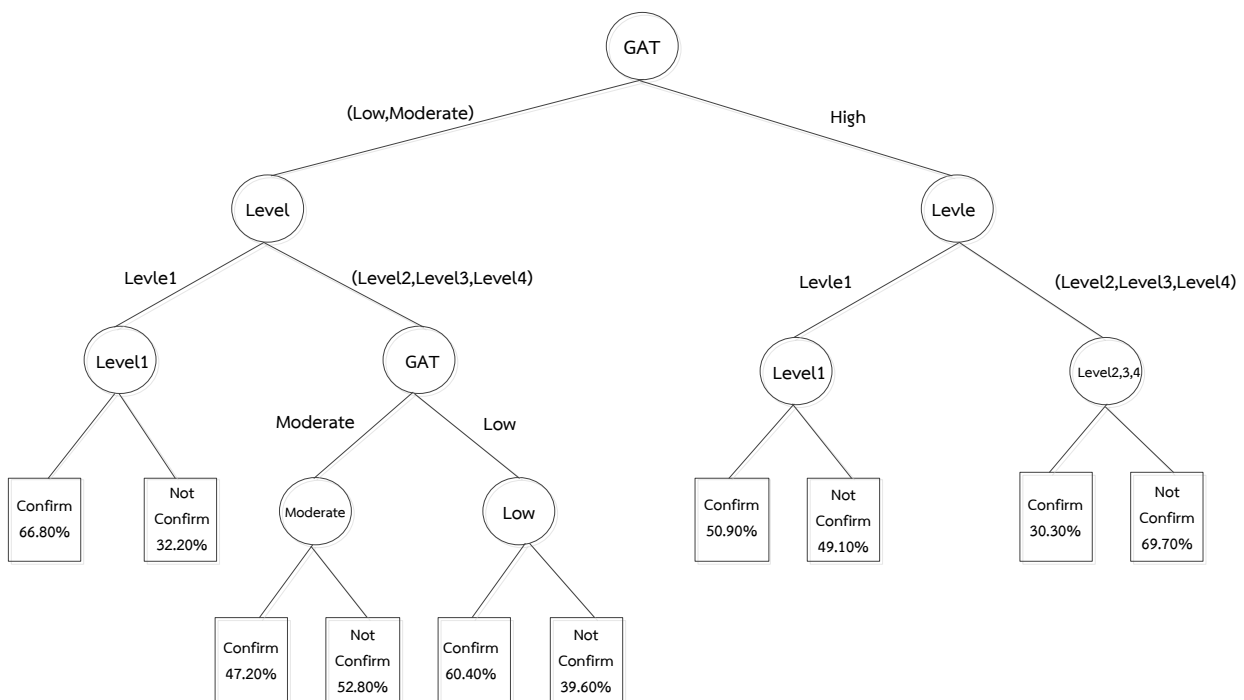 GAT
(Low,Moderate)
High
Level
Levle
Levle1
(Level2,Level3,Level4)
Levle1
(Level2,Level3,Level4)
Level1
GAT
Level1
Level2,3,4
Moderate
Low
Confirm
66.80%
Not
Confirm
32.20%
Moderate
Low
Confirm
50.90%
Not
Confirm
49.10%
Confirm
30.30%
Not
Confirm
69.70%
Confirm
47.20%
Not
Confirm
52.80%
Confirm
60.40%
Not
Confirm
39.60%